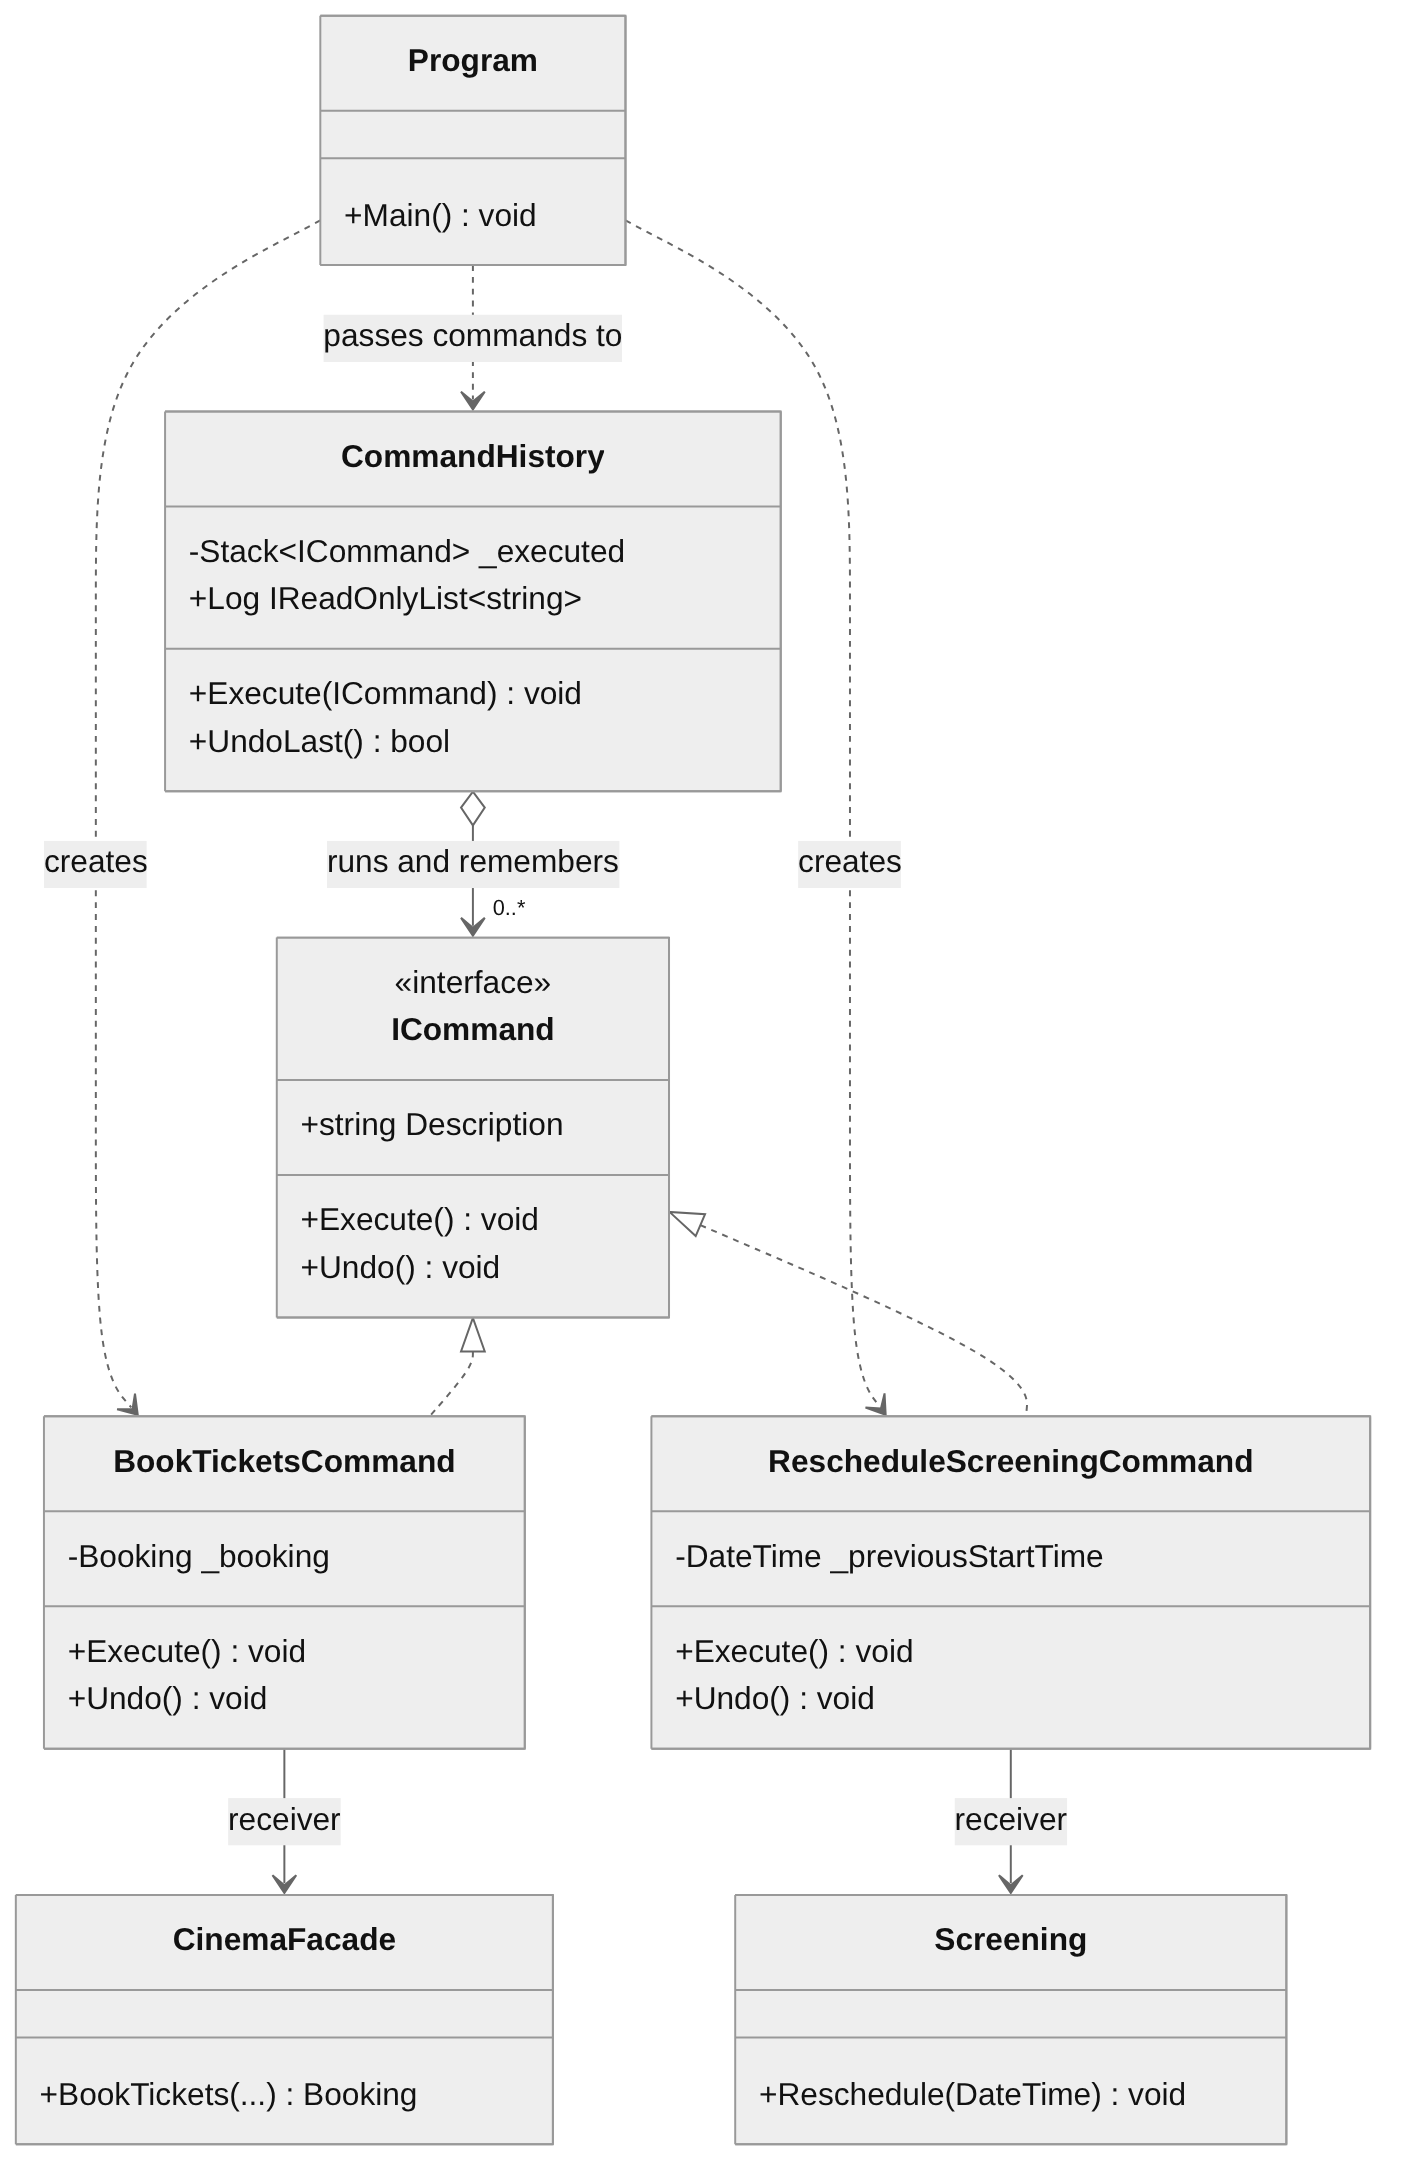 Program
+Main() : void
passes commands to
CommandHistory
-Stack<ICommand> _executed
+Log IReadOnlyList<string>
+Execute(ICommand) : void
+UndoLast() : bool
creates
runs and remembers
creates
0..*
«interface»
ICommand
+string Description
+Execute() : void
+Undo() : void
BookTicketsCommand
-Booking _booking
+Execute() : void
+Undo() : void
RescheduleScreeningCommand
-DateTime _previousStartTime
+Execute() : void
+Undo() : void
receiver
receiver
CinemaFacade
+BookTickets(...) : Booking
Screening
+Reschedule(DateTime) : void